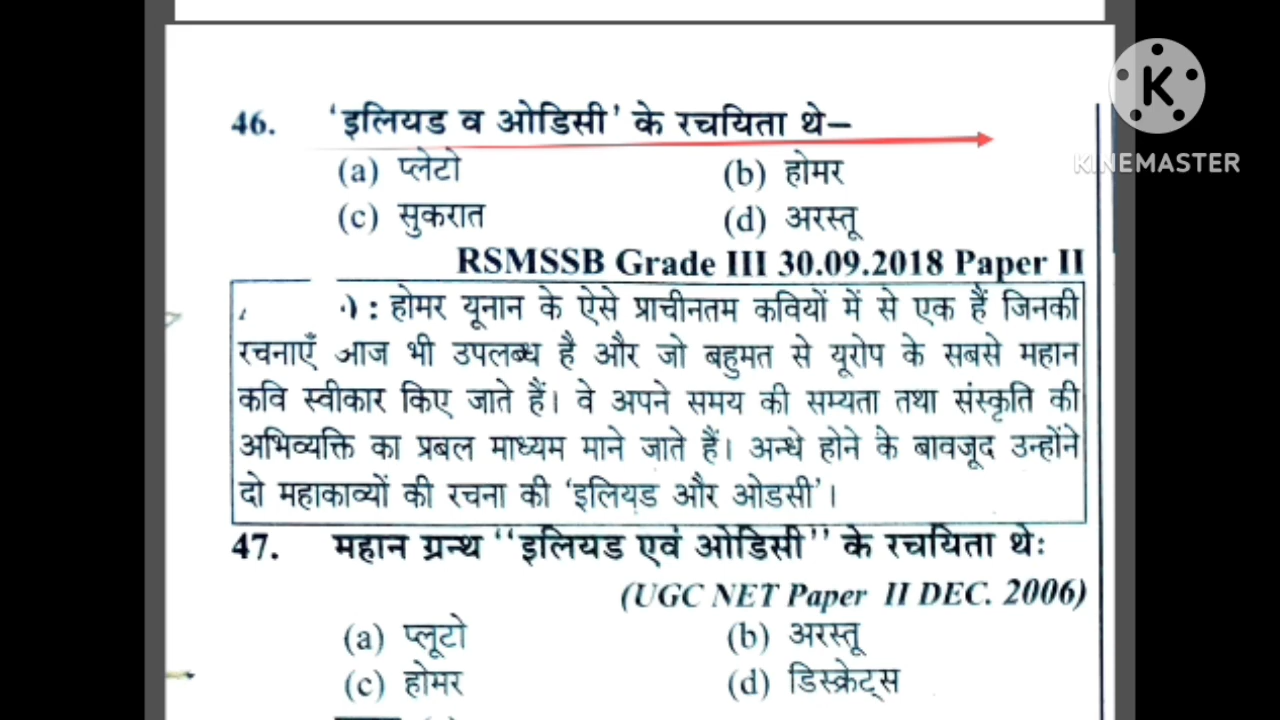 46. 'इलियड व ओडिसी' के रचयिता थे–
(a) प्लेटो (b) होमर
(c) सुकरात (d) अरस्तू
RSMSSB Grade III 30.09.2018 Paper II
) : होमर यूनान के ऐसे प्राचीनतम कवियों में से एक हैं जिनकी
रचनाएँ आज भी उपलब्ध है और जो बहुमत से यूरोप के सबसे महान
कवि स्वीकार किए जाते हैं। वे अपने समय की सभ्यता तथा संस्कृति की
अभिव्यक्ति का प्रबल माध्यम माने जाते हैं। अन्धे होने के बावजूद उन्होंने
दो महाकाव्यों की रचना की 'इलियड और ओडसी'।
47. महान ग्रन्थ ''इलियड एवं ओडिसी'' के रचयिता थेः
(UGC NET Paper II DEC. 2006)
(a) प्लूटो (b) अरस्तू
(c) होमर (d) डिस्क्रेट्स
K
KINEMASTER